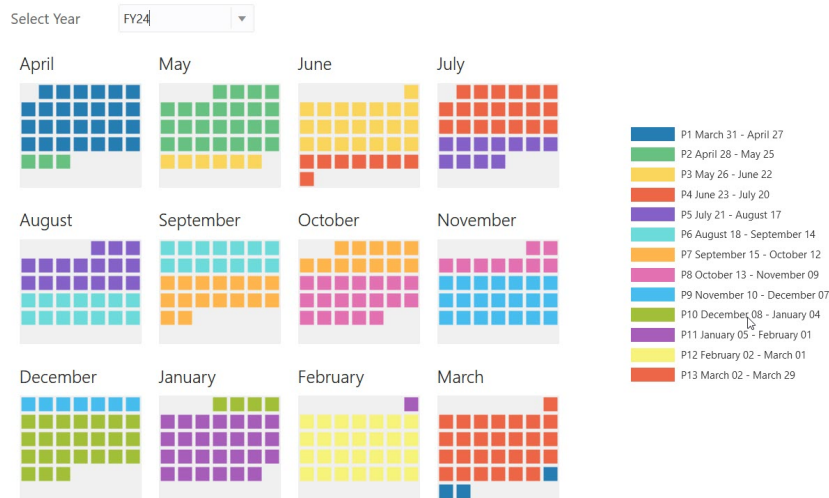 Select Year FY24
April May June July
August September October November
December January February March
P1 March 31 - April 27
P2 April 28 - May 25
P3 May 26 - June 22
P4 June 23 - July 20
P5 July 21 - August 17
P6 August 18 - September 14
P7 September 15 - October 12
P8 October 13 - November 09
P9 November 10 - December 07
P10 December 08 - January 04
P11 January 05 - February 01
P12 February 02 - March 01
P13 March 02 - March 29